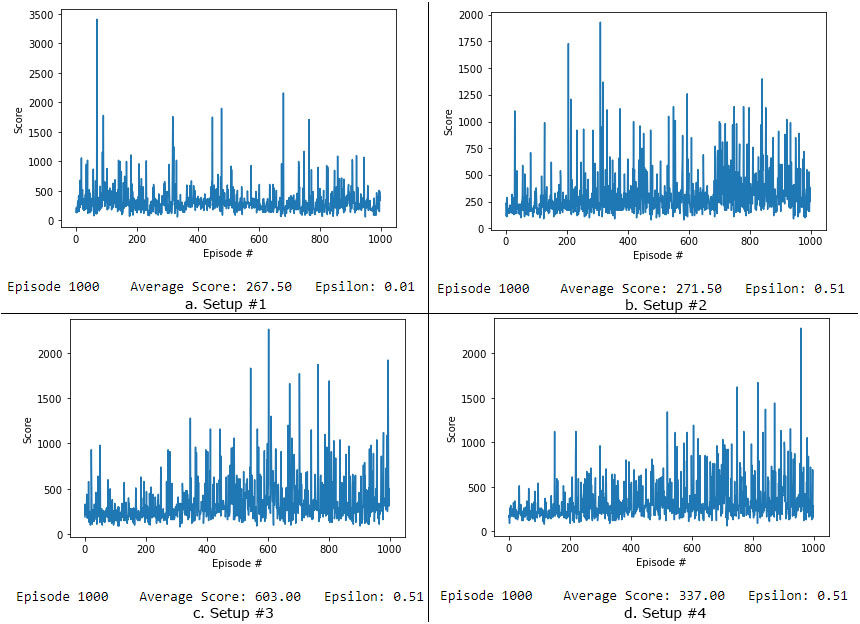 3500
3000
2500
2000
1500
1000
500
0
Score
0 200 400 600 800 1000
Episode #
Episode 1000 Average Score: 267.50 Epsilon: 0.01
a. Setup #1
2000
1750
1500
1250
1000
750
500
250
0
Score
0 200 400 600 800 1000
Episode #
Episode 1000 Average Score: 271.50 Epsilon: 0.51
b. Setup #2
2000
1500
1000
500
0
Score
0 200 400 600 800 1000
Episode #
Episode 1000 Average Score: 603.00 Epsilon: 0.51
c. Setup #3
2000
1500
1000
500
0
Score
0 200 400 600 800 1000
Episode #
Episode 1000 Average Score: 337.00 Epsilon: 0.51
d. Setup #4